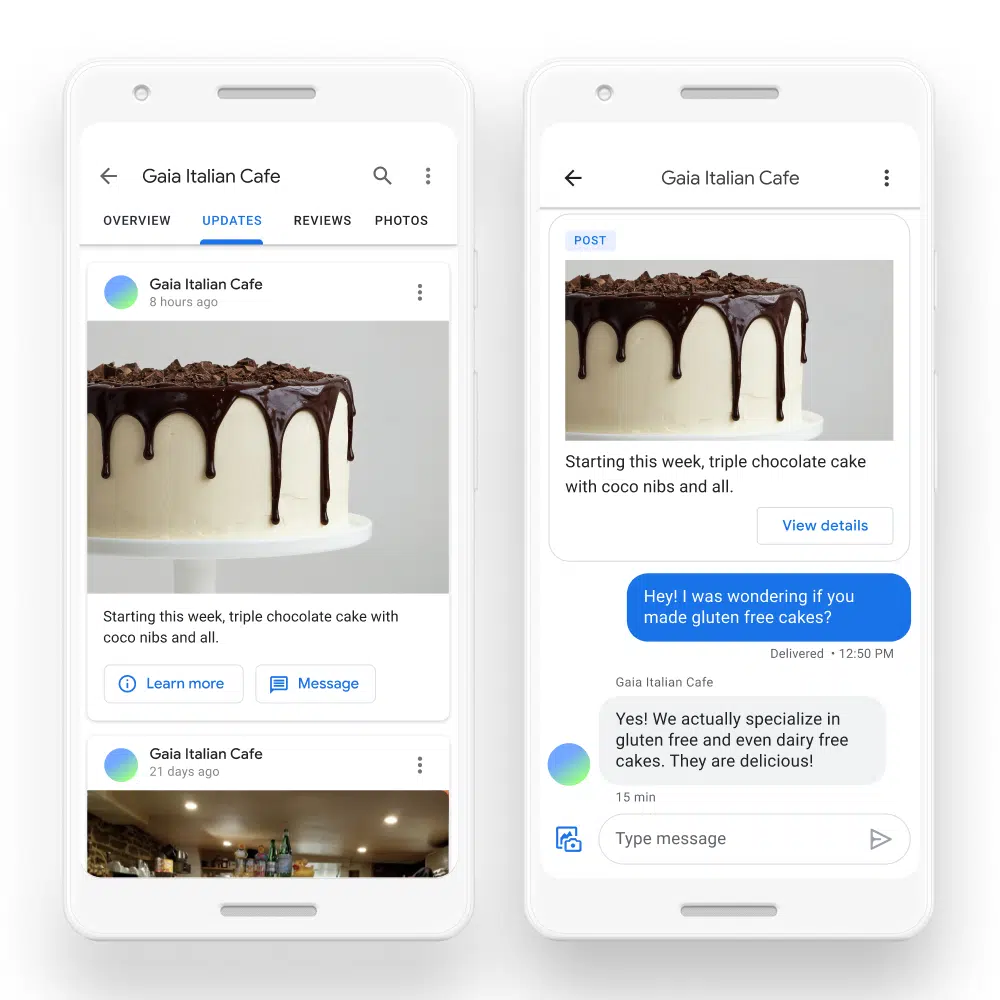 Gaia Italian Cafe
OVERVIEW
UPDATES
REVIEWS
PHOTOS
Gaia Italian Cafe
8 hours ago
Starting this week, triple chocolate cake with
coco nibs and all.
Learn more
Message
Gaia Italian Cafe
21 days ago
Gaia Italian Cafe
POST
Starting this week, triple chocolate cake
with coco nibs and all.
View details
Hey! I was wondering if you
made gluten free cakes?
Delivered • 12:50 PM
Gaia Italian Cafe
Yes! We actually specialize in
gluten free and even dairy free
cakes. They are delicious!
15 min
Type message